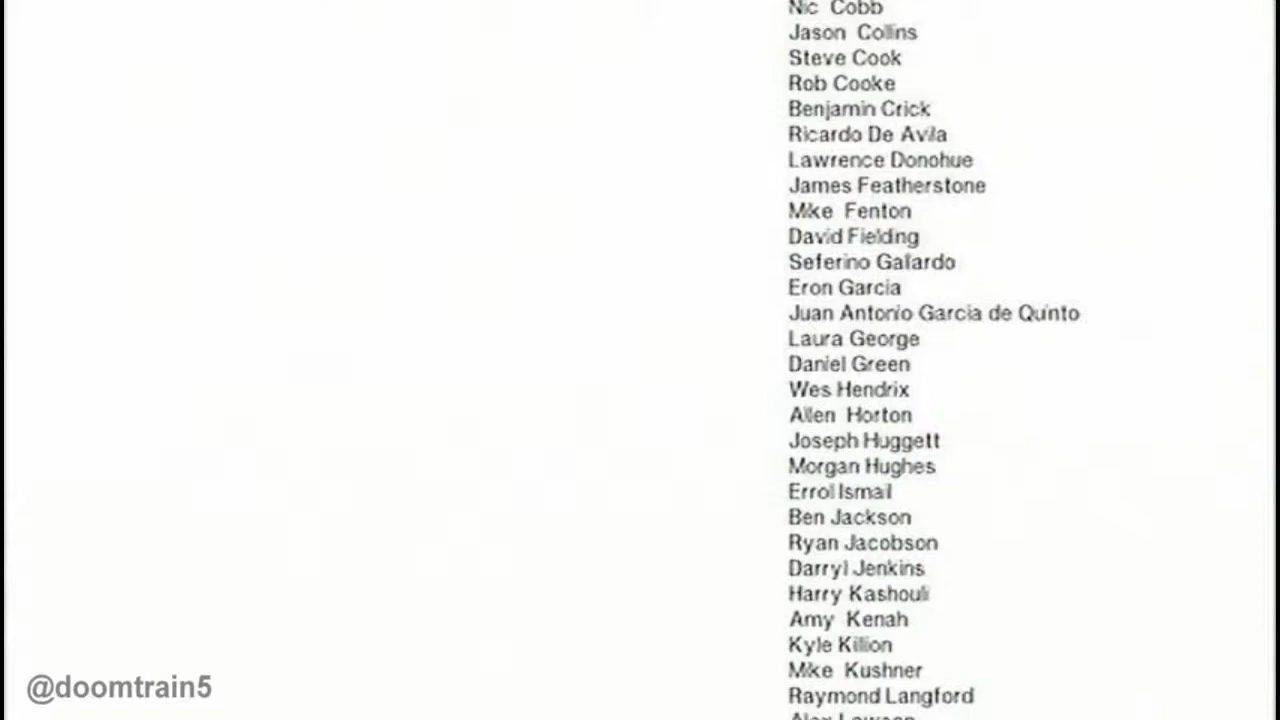 Nic Cobb
Jason Collins
Steve Cook
Rob Cooke
Benjamin Crick
Ricardo De Avila
Lawrence Donohue
James Featherstone
Mike Fenton
David Fielding
Seferino Gallardo
Eron Garcia
Juan Antonio Garcia de Quinto
Laura George
Daniel Green
Wes Hendrix
Allen Horton
Joseph Huggett
Morgan Hughes
Errol Ismail
Ben Jackson
Ryan Jacobson
Darryl Jenkins
Harry Kashouli
Amy Kenah
Kyle Killion
Mike Kushner
Raymond Langford
Alex Lawson
@doomtrain5